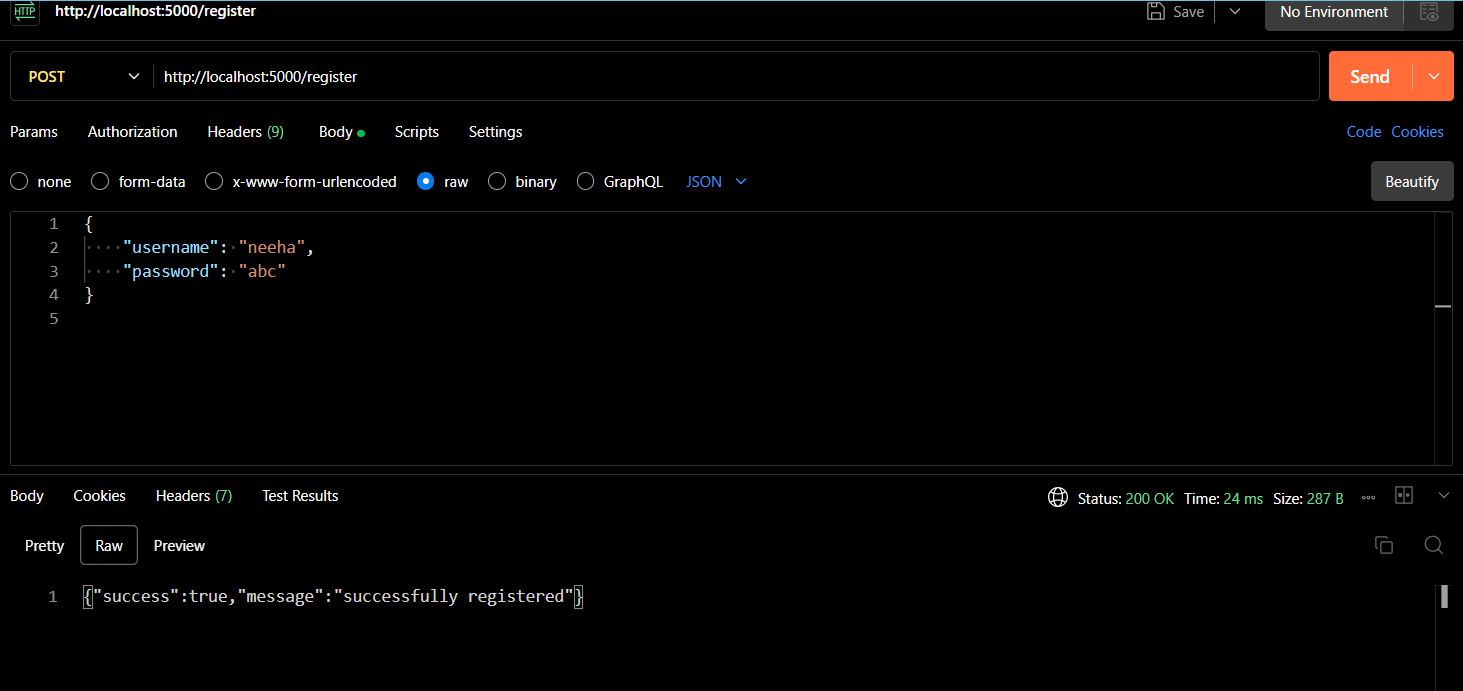 HTTP http://localhost:5000/register Save No Environment
POST http://localhost:5000/register Send
Params Authorization Headers (9) Body Scripts Settings Code Cookies
none form-data x-www-form-urlencoded raw binary GraphQL JSON Beautify
1 {
2 "username": "neeha",
3 "password": "abc"
4 }
5
Body Cookies Headers (7) Test Results Status: 200 OK Time: 24 ms Size: 287 B
Pretty Raw Preview
1 {"success":true,"message":"successfully registered"}